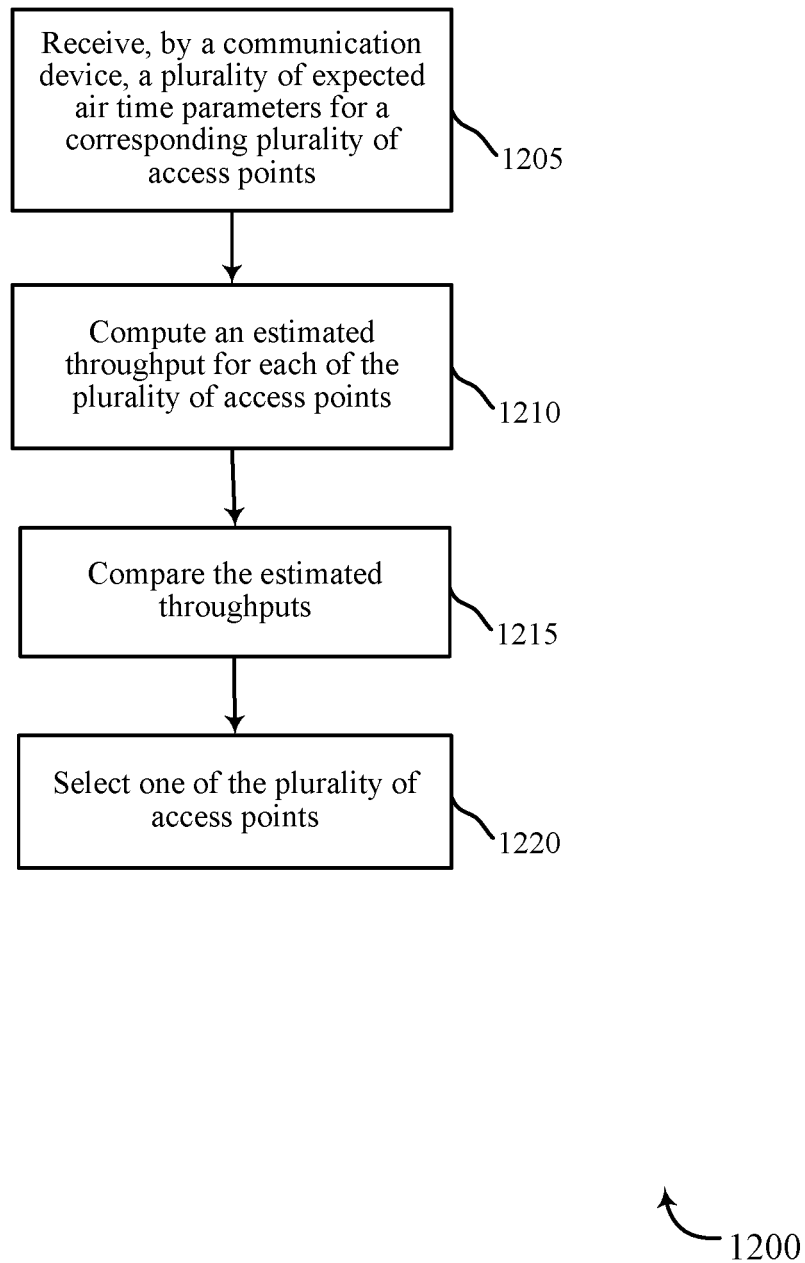 Receive, by a communication
device, a plurality of expected
air time parameters for a
corresponding plurality of
access points
1205
Compute an estimated
throughput for each of the
plurality of access points
1210
Compare the estimated
throughputs
1215
Select one of the plurality of
access points
1220
1200